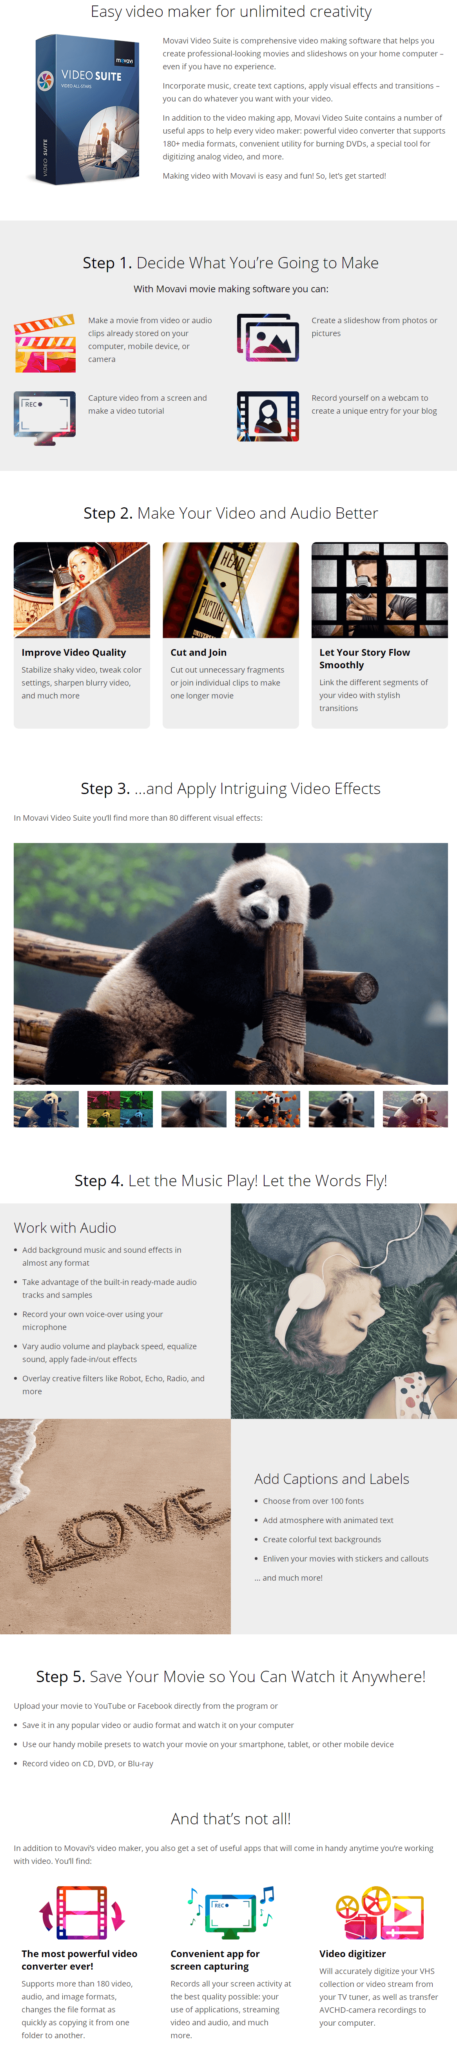 Easy video maker for unlimited creativity
movavi
VIDEO SUITE
VIDEO SUITE
Movavi Video Suite is comprehensive video making software that helps you
create professional-looking movies and slideshows on your home computer –
even if you have no experience.
Incorporate music, create text captions, apply visual effects and transitions –
you can do whatever you want with your video.
In addition to the video making app, Movavi Video Suite contains a number of
useful apps to help every video maker: powerful video converter that supports
180+ media formats, convenient utility for burning DVDs, a special tool for
digitizing analog video, and more.
Making video with Movavi is easy and fun! So, let's get started!
Step 1. Decide What You're Going to Make
With Movavi movie making software you can:
Make a movie from video or audio
clips already stored on your
computer, mobile device, or
camera
Create a slideshow from photos or
pictures
REC
Capture video from a screen and
make a video tutorial
Record yourself on a webcam to
create a unique entry for your blog
Step 2. Make Your Video and Audio Better
HEAD
PICTURE
Improve Video Quality
Stabilize shaky video, tweak color
settings, sharpen blurry video,
and much more
Cut and Join
Cut out unnecessary fragments
or join individual clips to make
one longer movie
Let Your Story Flow
Smoothly
Link the different segments of
your video with stylish
transitions
Step 3. ...and Apply Intriguing Video Effects
In Movavi Video Suite you'll find more than 80 different visual effects:
Step 4. Let the Music Play! Let the Words Fly!
Work with Audio
• Add background music and sound effects in
almost any format
• Take advantage of the built-in ready-made audio
tracks and samples
• Record your own voice-over using your
microphone
• Vary audio volume and playback speed, equalize
sound, apply fade-in/out effects
• Overlay creative filters like Robot, Echo, Radio, and
more
LOVE
Add Captions and Labels
• Choose from over 100 fonts
• Add atmosphere with animated text
• Create colorful text backgrounds
• Enliven your movies with stickers and callouts
... and much more!
Step 5. Save Your Movie so You Can Watch it Anywhere!
Upload your movie to YouTube or Facebook directly from the program or
• Save it in any popular video or audio format and watch it on your computer
• Use our handy mobile presets to watch your movie on your smartphone, tablet, or other mobile device
• Record video on CD, DVD, or Blu-ray
And that's not all!
In addition to Movavi's video maker, you also get a set of useful apps that will come in handy anytime you're working
with video. You'll find:
REC
The most powerful video
converter ever!
Supports more than 180 video,
audio, and image formats,
changes the file format as
quickly as copying it from one
folder to another.
Convenient app for
screen capturing
Records all your screen activity at
the best quality possible: your
use of applications, streaming
video and audio, and much
more.
Video digitizer
Will accurately digitize your VHS
collection or video stream from
your TV tuner, as well as transfer
AVCHD-camera recordings to
your computer.